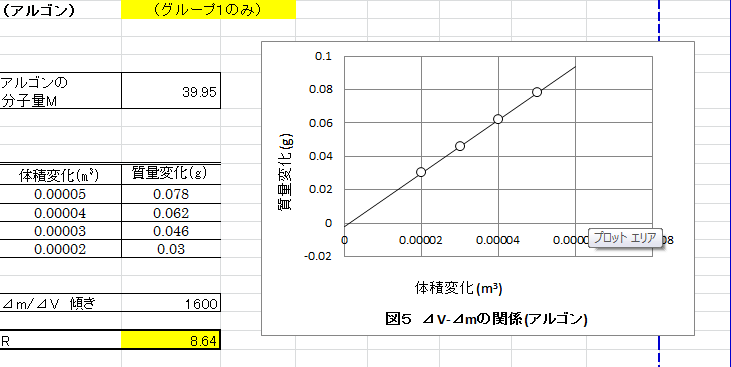 (アルゴン) (グループ1のみ)
アルゴンの
分子量M 39.95
体積変化(m³) 質量変化(g)
0.00005 0.078
0.00004 0.062
0.00003 0.046
0.00002 0.03
⊿m/⊿V 傾き 1600
R 8.64
0.1
0.08
0.06
0.04
0.02
0
-0.02
質量変化(g)
0 0.00002 0.00004 0.0000 プロット エリア 08
体積変化(m³)
図5 ⊿V-⊿mの関係(アルゴン)